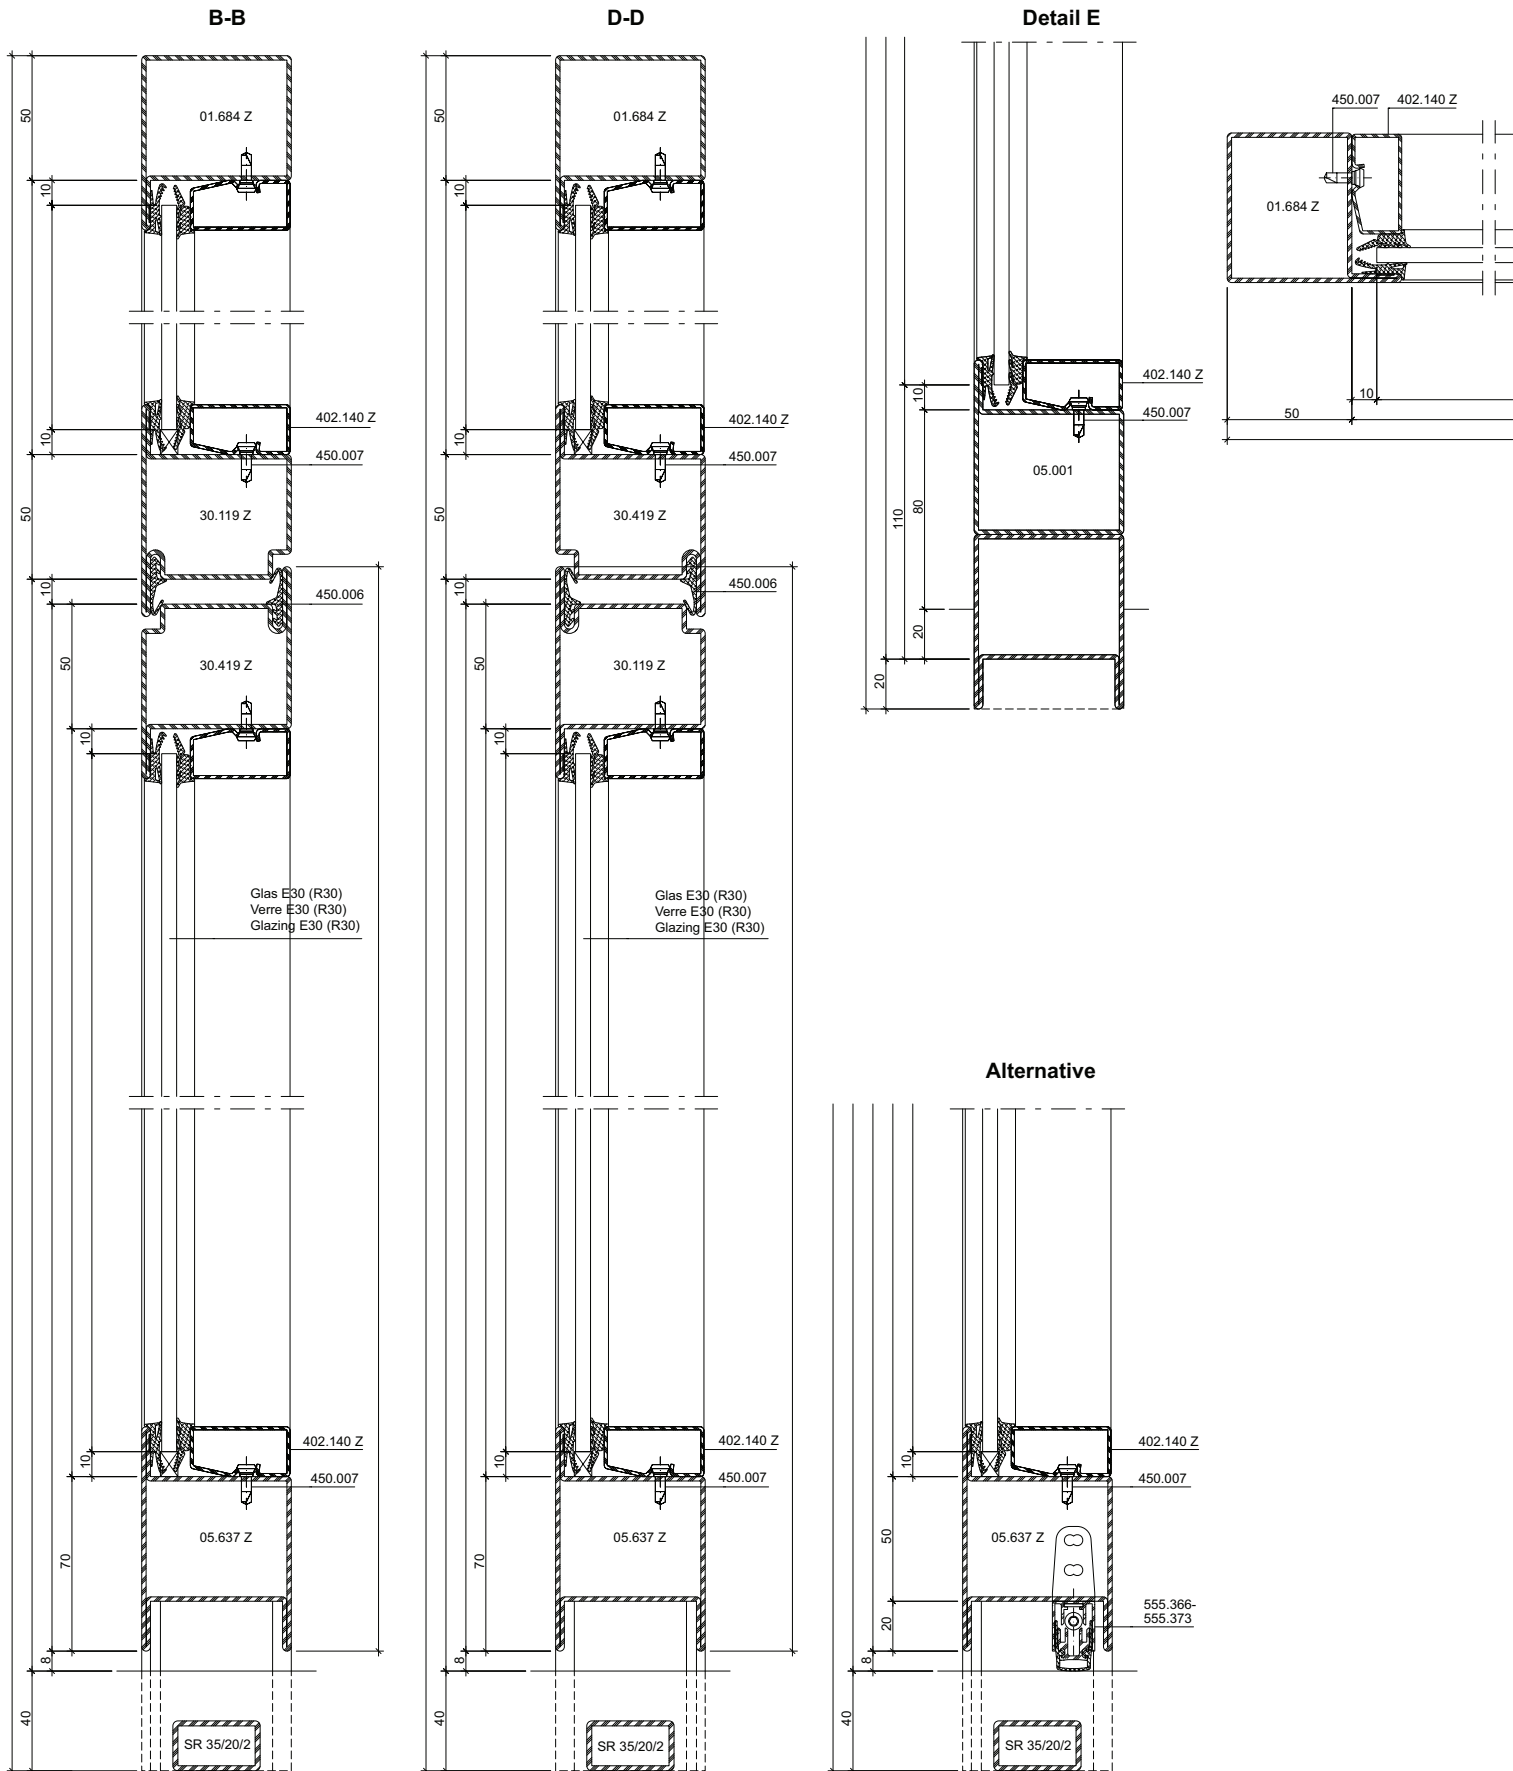 B-B
D-D
Detail E
50
01.684 Z
10
10
402.140 Z
450.007
50
30.119 Z
10
450.006
50
30.419 Z
10
Glas E30 (R30)
Verre E30 (R30)
Glazing E30 (R30)
10
402.140 Z
450.007
05.637 Z
70
8
40
SR 35/20/2
50
01.684 Z
10
10
402.140 Z
450.007
50
30.419 Z
10
450.006
50
30.119 Z
10
Glas E30 (R30)
Verre E30 (R30)
Glazing E30 (R30)
10
402.140 Z
450.007
05.637 Z
70
8
40
SR 35/20/2
402.140 Z
10
450.007
05.001
80
110
20
20
450.007
402.140 Z
01.684 Z
10
50
Alternative
402.140 Z
10
450.007
05.637 Z
50
555.366-
555.373
20
8
40
SR 35/20/2